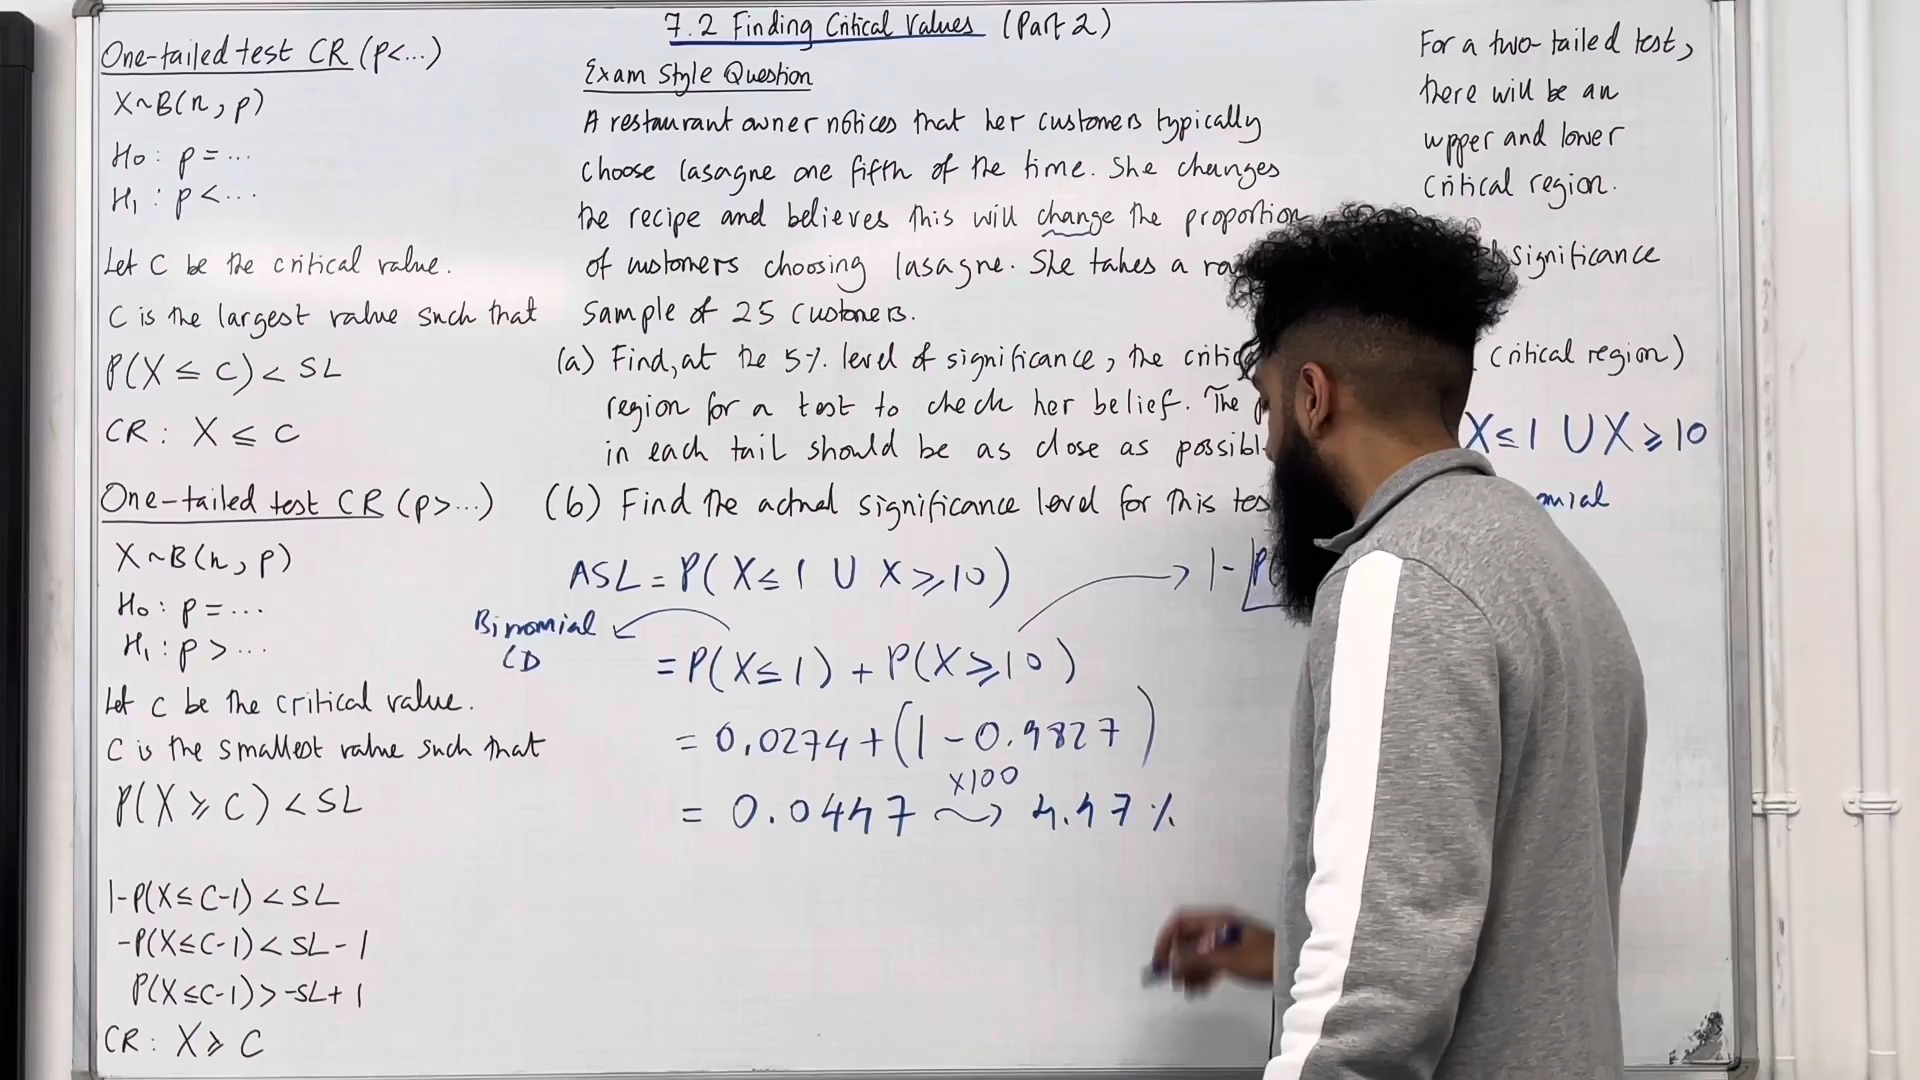 7.2 Finding Critical Values (Part 2)
One-tailed test CR (p<...)
X~B(n, p)
H₀: p = ...
H₁: p < ...
Let C be the critical value.
C is the largest value such that
P(X ≤ C) < SL
CR: X ≤ C
One-tailed test CR (p>...)
X~B(n, p)
H₀: p = ...
H₁: p > ...
Let C be the critical value.
C is the smallest value such that
P(X ≥ C) < SL
1-P(X ≤ C-1) < SL
-P(X ≤ C-1) < SL - 1
P(X ≤ C-1) > -SL + 1
CR: X ≥ C
Exam Style Question
A restaurant owner notices that her customers typically
choose lasagne one fifth of the time. She changes
the recipe and believes this will change the proportion
of customers choosing lasagne. She takes a
sample of 25 customers.
(a) Find, at the 5% level of significance, the
region for a test to check her belief. The
in each tail should be as close as
(b) Find the actual significance level for this
ASL = P(X ≤ 1 ∪ X ≥ 10)
Binomial
CD
= P(X ≤ 1) + P(X ≥ 10)
1 - P(
= 0.0274 + (1 - 0.9827)
×100
= 0.0447 → 4.47%
For a two-tailed test,
there will be an
upper and lower
critical region.
significance
critical region)
X ≤ 1 ∪ X ≥ 10